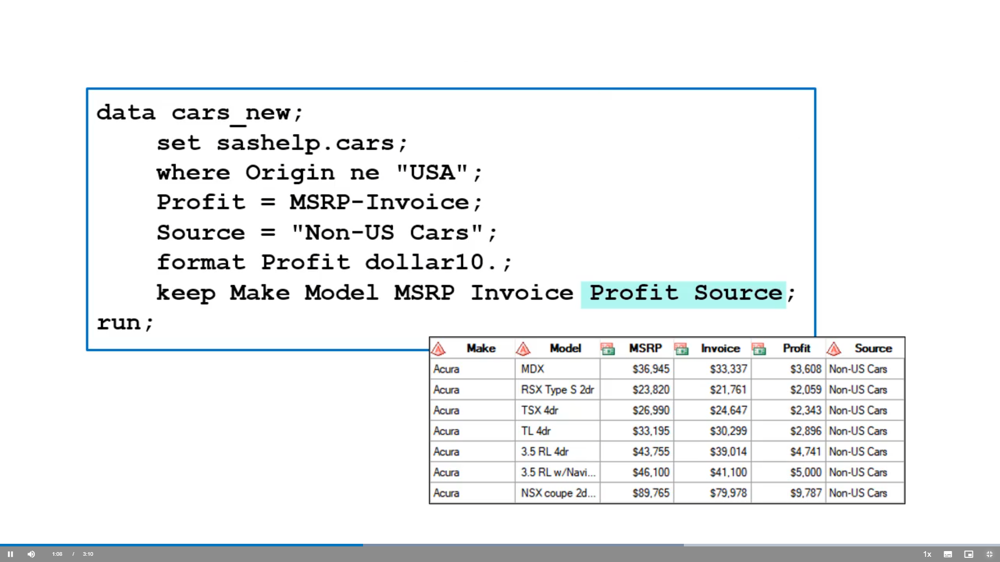 data cars_new;
set sashelp.cars;
where Origin ne "USA";
Profit = MSRP-Invoice;
Source = "Non-US Cars";
format Profit dollar10.;
keep Make Model MSRP Invoice Profit Source;
run;
Make Model MSRP Invoice Profit Source
Acura MDX $36,945 $33,337 $3,608 Non-US Cars
Acura RSX Type S 2dr $23,820 $21,761 $2,059 Non-US Cars
Acura TSX 4dr $26,990 $24,647 $2,343 Non-US Cars
Acura TL 4dr $33,195 $30,299 $2,896 Non-US Cars
Acura 3.5 RL 4dr $43,755 $39,014 $4,741 Non-US Cars
Acura 3.5 RL w/Navi... $46,100 $41,100 $5,000 Non-US Cars
Acura NSX coupe 2d... $89,765 $79,978 $9,787 Non-US Cars
1:08 / 3:10 1x